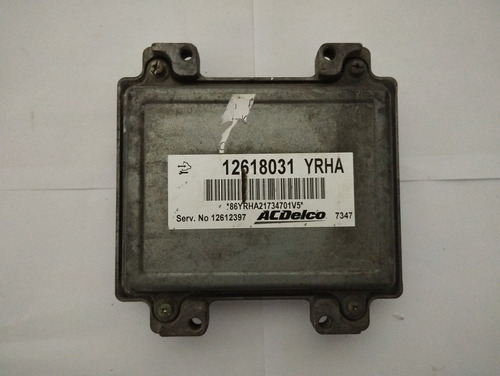 12618031 YRHA
*86YRHA21734701V5*
Serv. No 12612397 ACDelco 7347